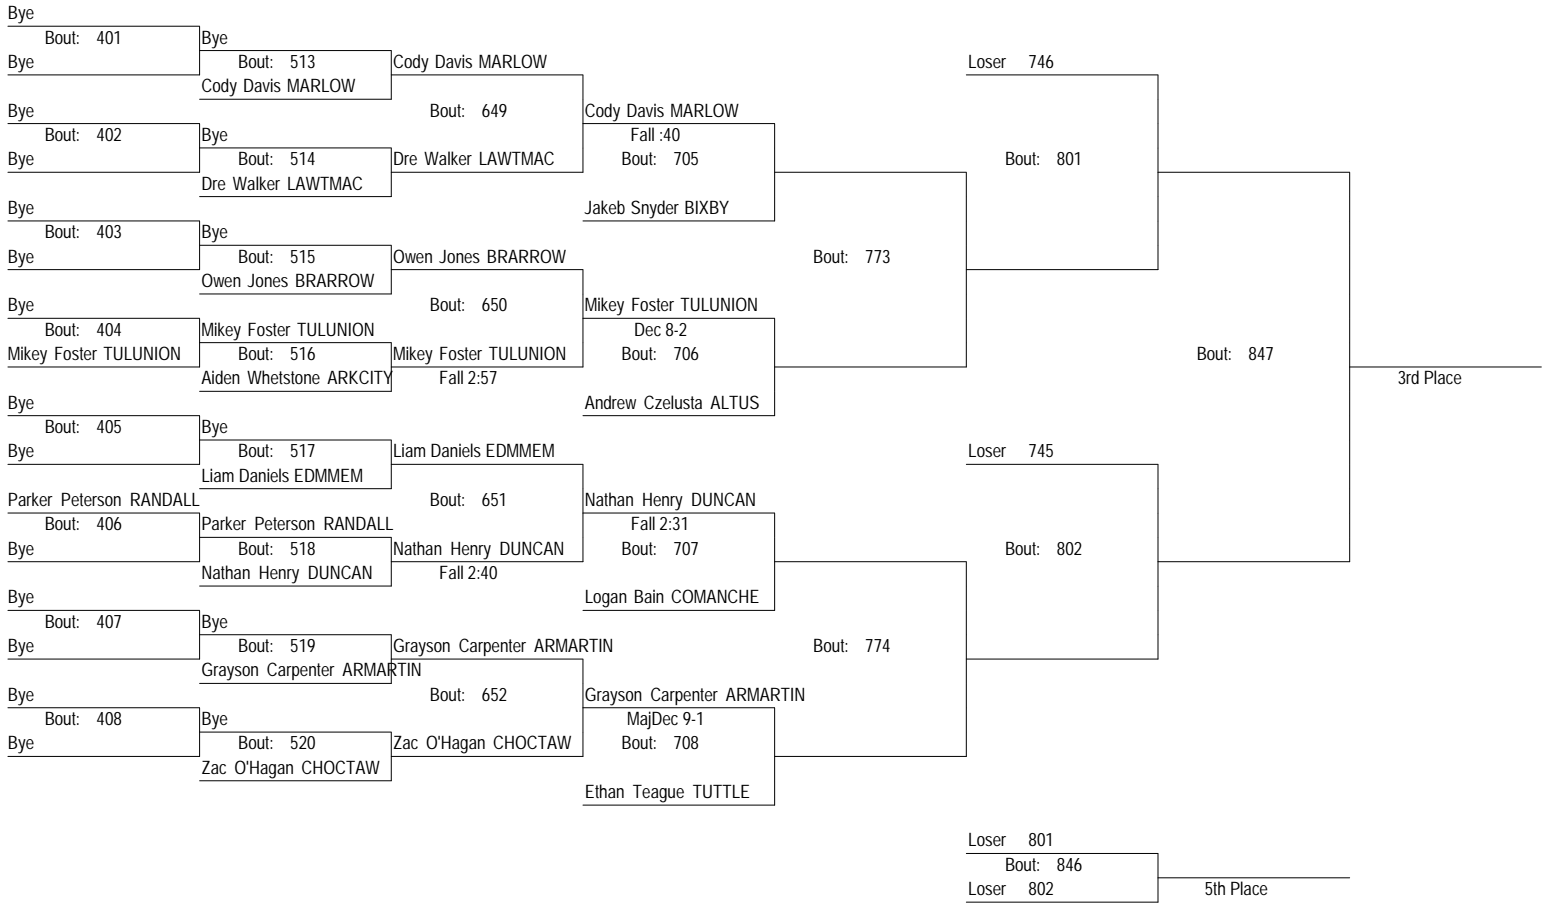 Bye
Bout: 401
Bye
Bye
Bout: 513
Cody Davis MARLOW
Cody Davis MARLOW
Bout: 649
Bye
Bout: 402
Bye
Bye
Bout: 514
Dre Walker LAWTMAC
Dre Walker LAWTMAC
Cody Davis MARLOW
Fall :40
Bout: 705
Jakeb Snyder BIXBY
Bye
Bout: 403
Bye
Bye
Bout: 515
Owen Jones BRARROW
Owen Jones BRARROW
Bout: 650
Bye
Bout: 404
Mikey Foster TULUNION
Mikey Foster TULUNION
Bout: 516
Aiden Whetstone ARKCITY
Mikey Foster TULUNION
Fall 2:57
Mikey Foster TULUNION
Dec 8-2
Bout: 706
Andrew Czelusta ALTUS
Bout: 773
Bye
Bout: 405
Bye
Bye
Bout: 517
Liam Daniels EDMMEM
Liam Daniels EDMMEM
Bout: 651
Parker Peterson RANDALL
Bout: 406
Bye
Parker Peterson RANDALL
Bout: 518
Nathan Henry DUNCAN
Nathan Henry DUNCAN
Fall 2:40
Nathan Henry DUNCAN
Fall 2:31
Bout: 707
Logan Bain COMANCHE
Bye
Bout: 407
Bye
Bye
Bout: 519
Grayson Carpenter ARMARTIN
Grayson Carpenter ARMARTIN
Bout: 652
Bye
Bout: 408
Bye
Bye
Bout: 520
Zac O'Hagan CHOCTAW
Zac O'Hagan CHOCTAW
Grayson Carpenter ARMARTIN
MajDec 9-1
Bout: 708
Ethan Teague TUTTLE
Bout: 774
Loser 746
Bout: 801
Loser 745
Bout: 802
Bout: 847
3rd Place
Loser 801
Bout: 846
Loser 802
5th Place